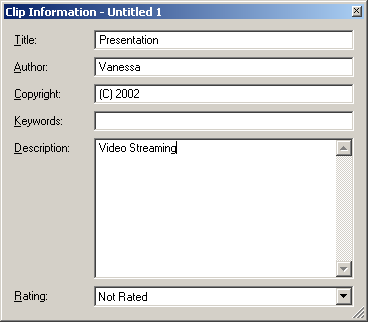 Clip Information - Untitled 1
Title: Presentation
Author: Vanessa
Copyright: (C) 2002
Keywords:
Description: Video Streaming
Rating: Not Rated